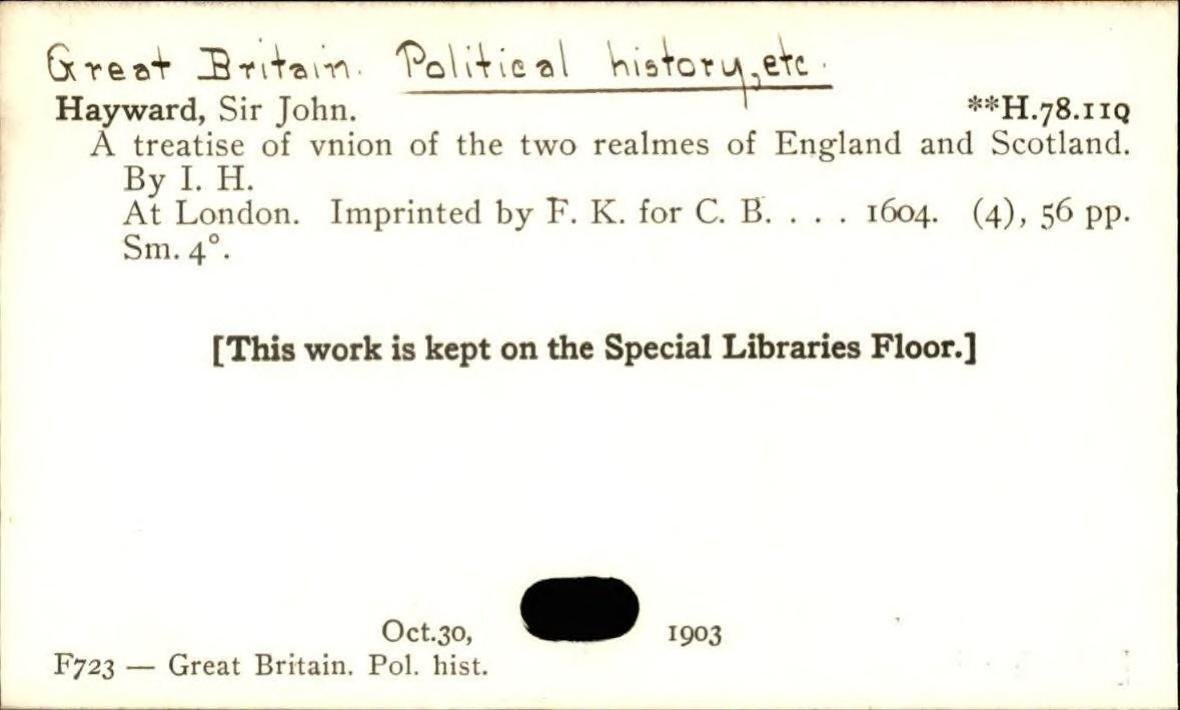 Great Britain. Political history, etc.
Hayward, Sir John. **H.78.11Q
A treatise of vnion of the two realmes of England and Scotland.
By I. H.
At London. Imprinted by F. K. for C. B. . . . 1604. (4), 56 pp.
Sm. 4°.
[This work is kept on the Special Libraries Floor.]
Oct.30, 1903
F723 — Great Britain. Pol. hist.